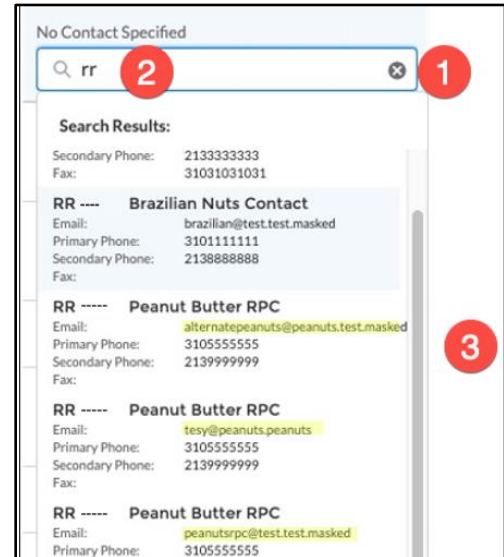 No Contact Specified
rr 2
1
Search Results:
Secondary Phone: 2133333333
Fax: 31031031031
RR ---- Brazilian Nuts Contact
Email: brazilian@test.test.masked
Primary Phone: 3101111111
Secondary Phone: 2138888888
Fax:
RR ----- Peanut Butter RPC
Email: alternatepeanuts@peanuts.test.masked
Primary Phone: 3105555555
3
Secondary Phone: 2139999999
Fax:
RR ----- Peanut Butter RPC
Email: tesy@peanuts.peanuts
Primary Phone: 3105555555
Secondary Phone: 2139999999
Fax:
RR ----- Peanut Butter RPC
Email: peanutsrpc@test.test.masked
Primary Phone: 3105555555